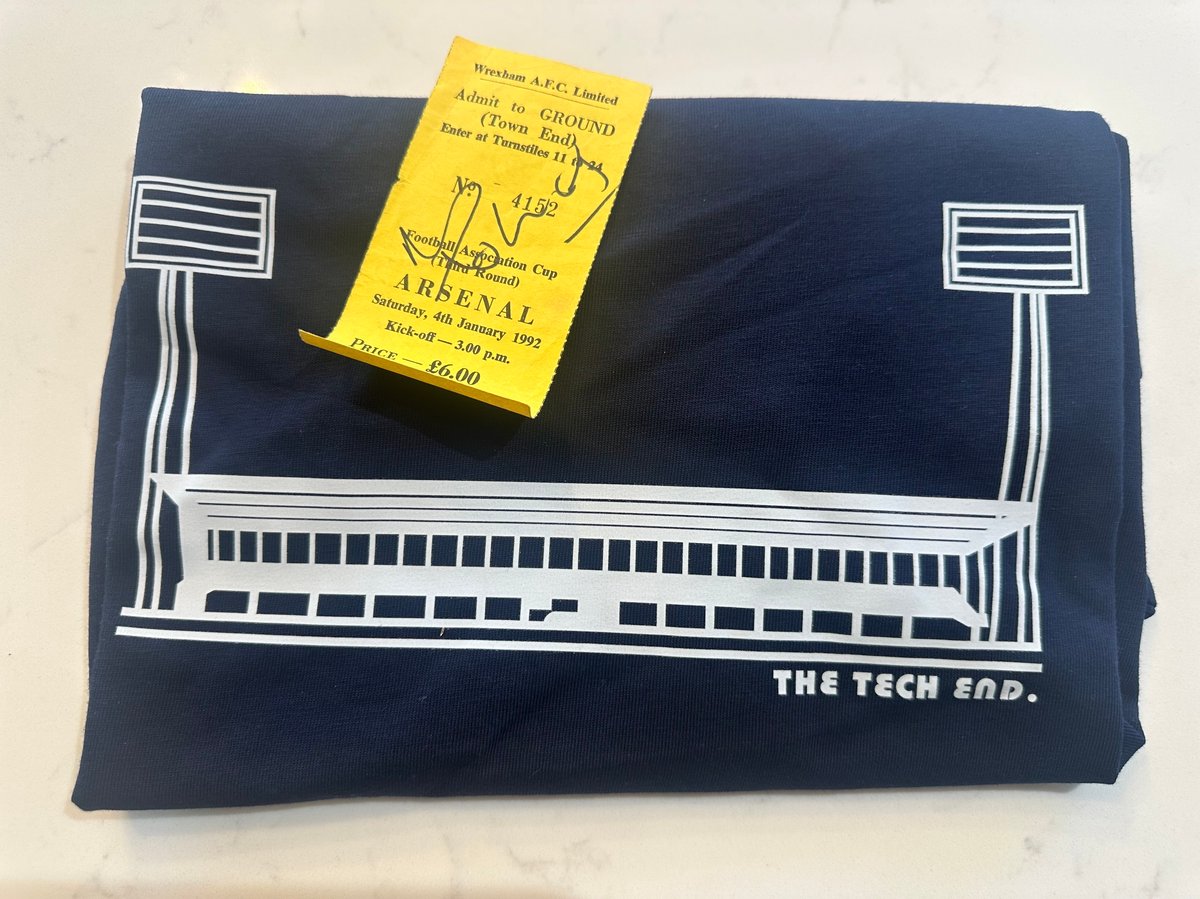 Wrexham A.F.C. Limited
Admit to GROUND
(Town End)
Enter at Turnstiles 11 to 24
Nº 4152
Football Association Cup
(Third Round)
ARSENAL
Saturday, 4th January 1992
Kick-off — 3.00 p.m.
PRICE — £6.00
THE TECH END.